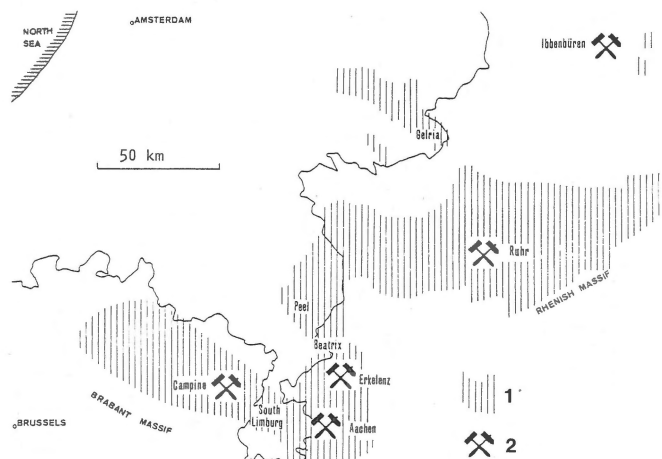 NORTH
SEA
AMSTERDAM
Ibbenbüren
Gelria
50 km
Ruhr
RHENISH MASSIF
Peel
Beatrix
Erkelenz
Campine
South
Limburg
Aachen
BRABANT MASSIF
BRUSSELS
1
2